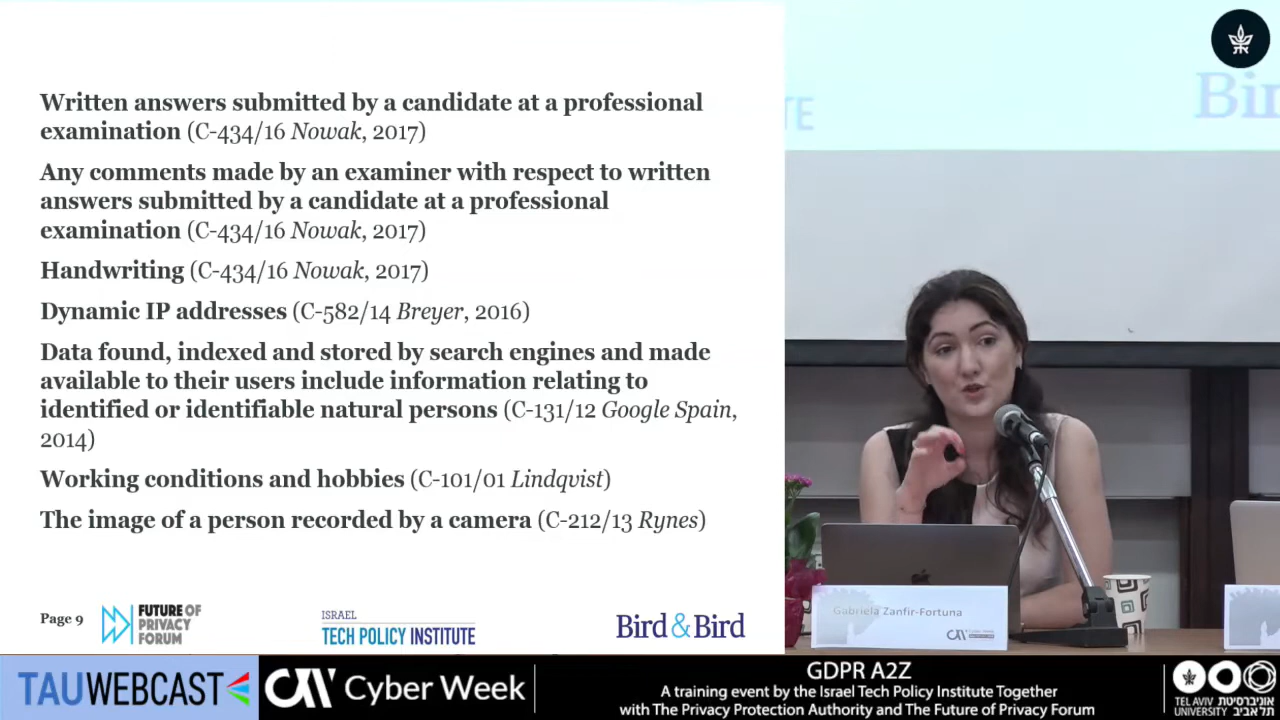 Written answers submitted by a candidate at a professional
examination (C-434/16 Nowak, 2017)
Any comments made by an examiner with respect to written
answers submitted by a candidate at a professional
examination (C-434/16 Nowak, 2017)
Handwriting (C-434/16 Nowak, 2017)
Dynamic IP addresses (C-582/14 Breyer, 2016)
Data found, indexed and stored by search engines and made
available to their users include information relating to
identified or identifiable natural persons (C-131/12 Google Spain,
2014)
Working conditions and hobbies (C-101/01 Lindqvist)
The image of a person recorded by a camera (C-212/13 Rynes)
Page 9
FUTURE OF
PRIVACY
FORUM
ISRAEL
TECH POLICY INSTITUTE
Bird & Bird
Bird
TE
Gabriela Zanfir-Fortuna
TAUWEBCAST
Cyber Week
GDPR A2Z
A training event by the Israel Tech Policy Institute Together
with The Privacy Protection Authority and The Future of Privacy Forum
TEL AVIV אוניברסיטת
UNIVERSITY תל אביב